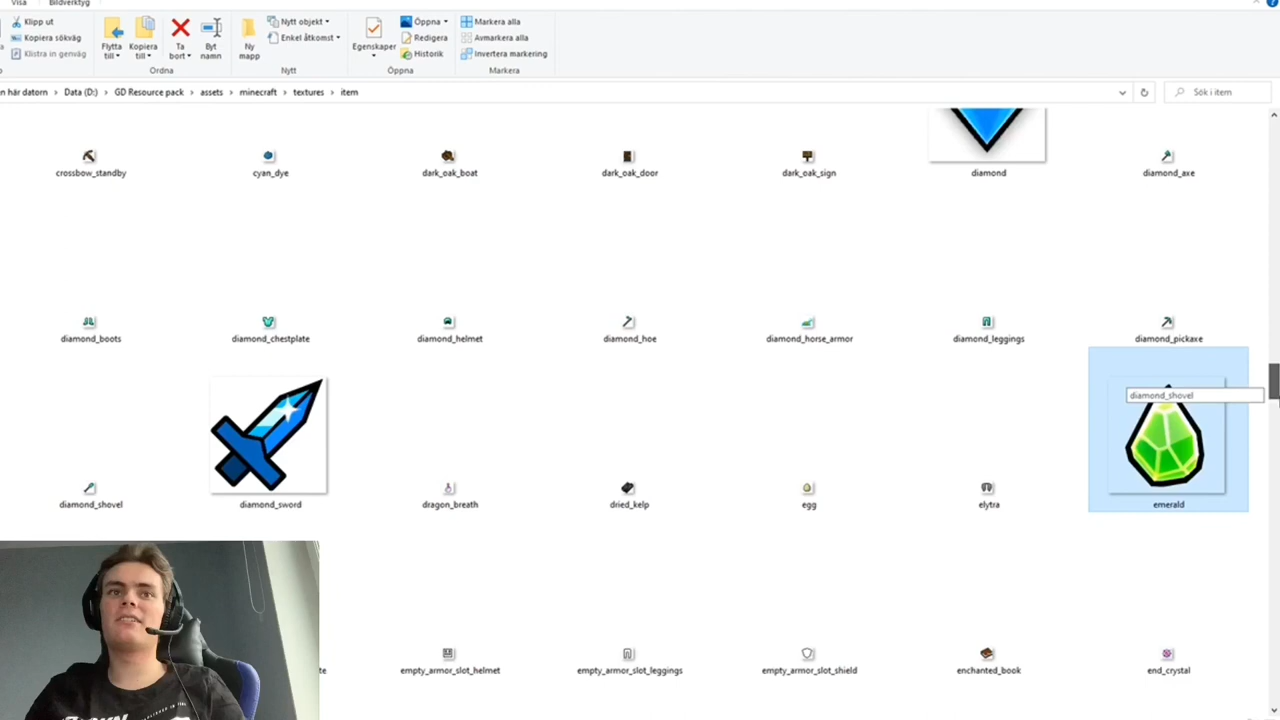 Visa Bildverktyg
Klipp ut
Kopiera sökväg
Klistra in genväg
Flytta till
Kopiera till
Ta bort
Byt namn
Ordna
Ny mapp
Nytt objekt
Enkel åtkomst
Nytt
Egenskaper
Öppna
Redigera
Historik
Öppna
Markera alla
Avmarkera alla
Invertera markering
Markera
n här datorn > Data (D:) > GD Resource pack > assets > minecraft > textures > item
Sök i item
crossbow_standby cyan_dye dark_oak_boat dark_oak_door dark_oak_sign diamond diamond_axe
diamond_boots diamond_chestplate diamond_helmet diamond_hoe diamond_horse_armor diamond_leggings diamond_pickaxe
diamond_shovel
diamond_shovel diamond_sword dragon_breath dried_kelp egg elytra emerald
te empty_armor_slot_helmet empty_armor_slot_leggings empty_armor_slot_shield enchanted_book end_crystal